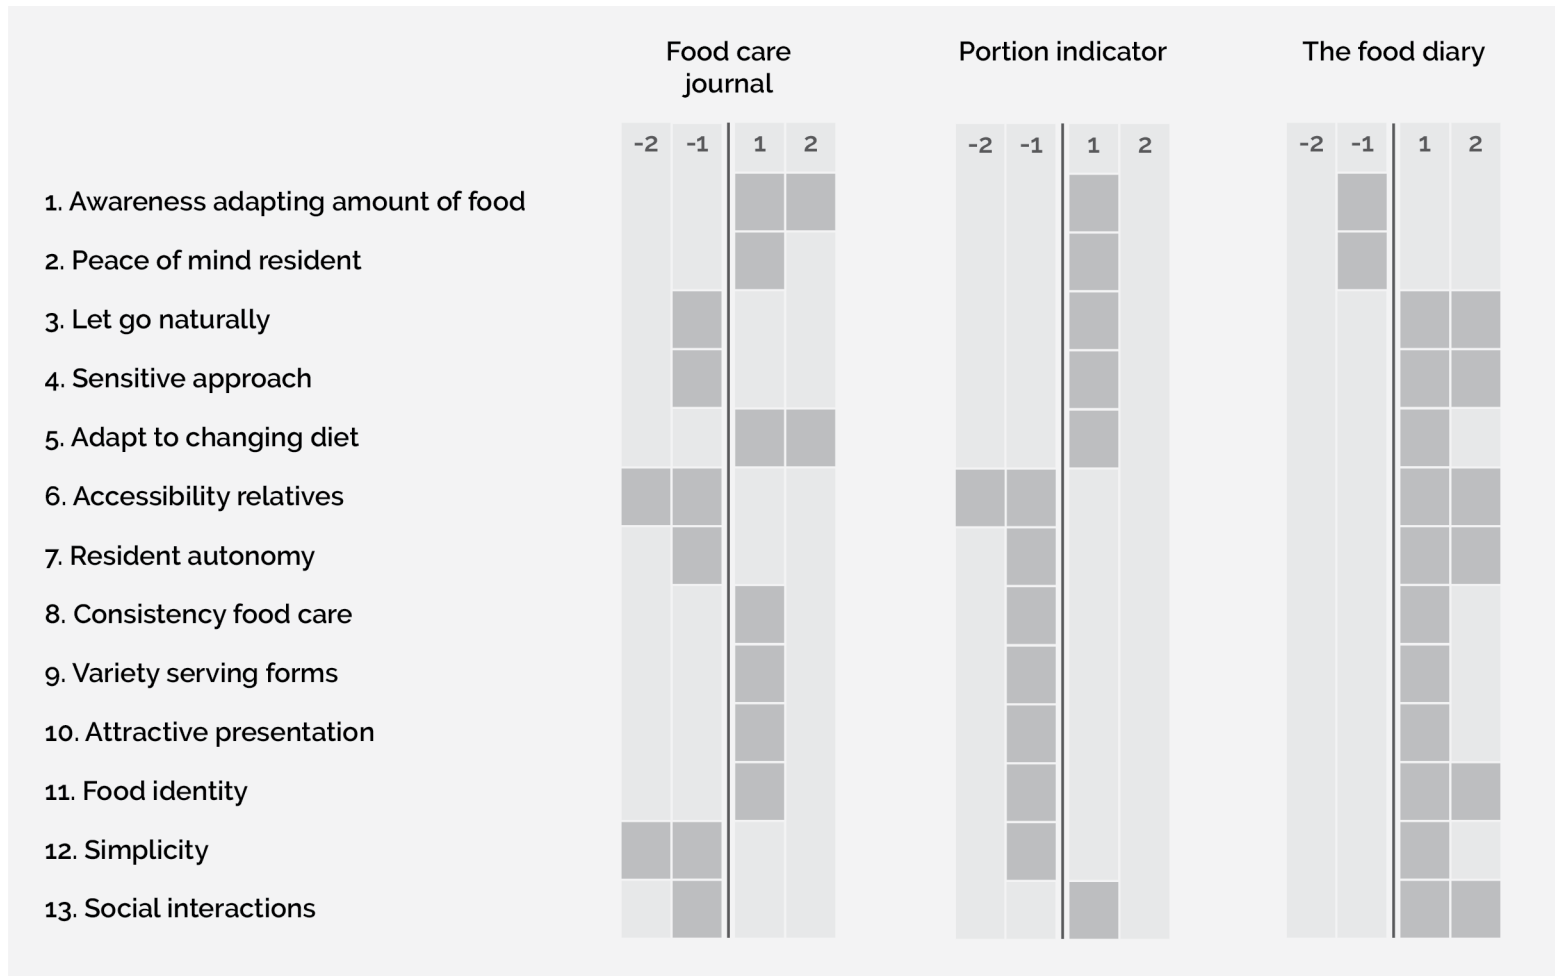 Food care
journal
Portion indicator
The food diary
-2 -1 1 2
-2 -1 1 2
-2 -1 1 2
1. Awareness adapting amount of food
2. Peace of mind resident
3. Let go naturally
4. Sensitive approach
5. Adapt to changing diet
6. Accessibility relatives
7. Resident autonomy
8. Consistency food care
9. Variety serving forms
10. Attractive presentation
11. Food identity
12. Simplicity
13. Social interactions